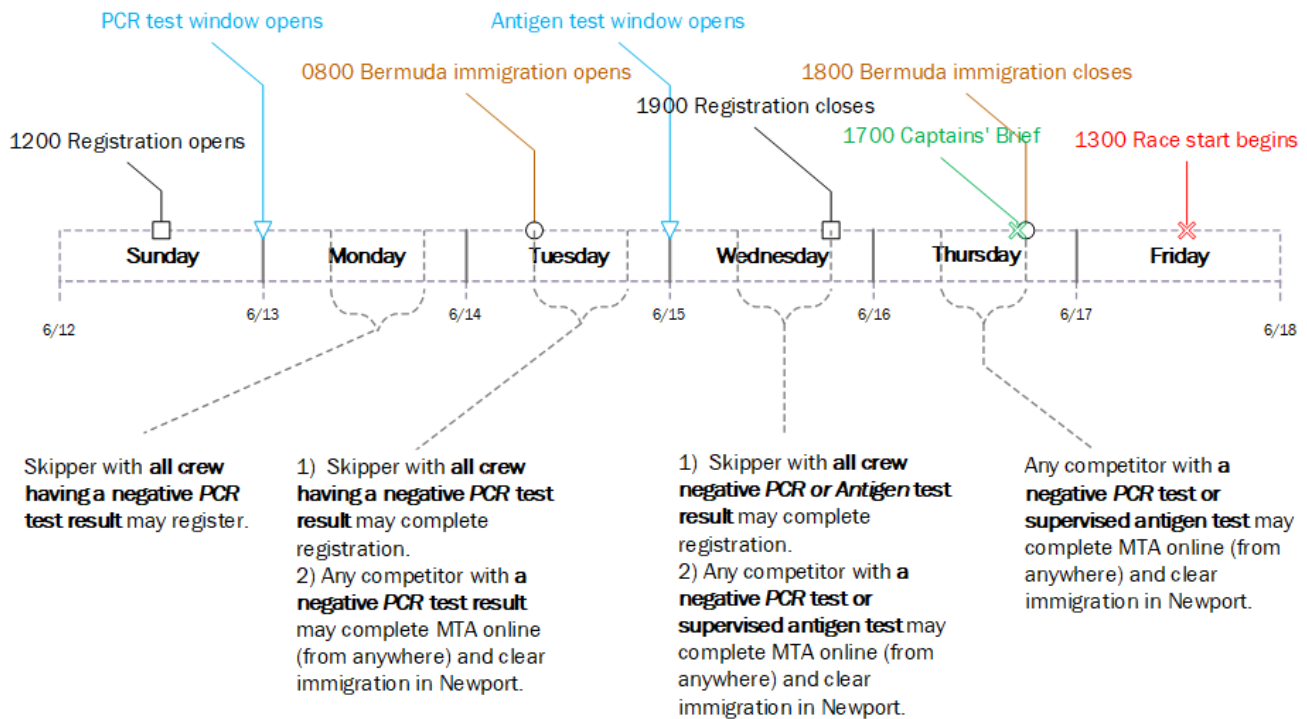 PCR test window opens
Antigen test window opens
0800 Bermuda immigration opens
1800 Bermuda immigration closes
1900 Registration closes
1200 Registration opens
1700 Captains' Brief
1300 Race start begins
Sunday
Monday
Tuesday
Wednesday
Thursday
Friday
6/12
6/13
6/14
6/15
6/16
6/17
6/18
Skipper with all crew
having a negative PCR
test result may register.
1) Skipper with all crew
having a negative PCR test
result may complete
registration.
2) Any competitor with a
negative PCR test result
may complete MTA online
(from anywhere) and clear
immigration in Newport.
1) Skipper with all crew
negative PCR or Antigen test
result may complete
registration.
2) Any competitor with a
negative PCR test or
supervised antigen test may
complete MTA online (from
anywhere) and clear
immigration in Newport.
Any competitor with a
negative PCR test or
supervised antigen test may
complete MTA online (from
anywhere) and clear
immigration in Newport.